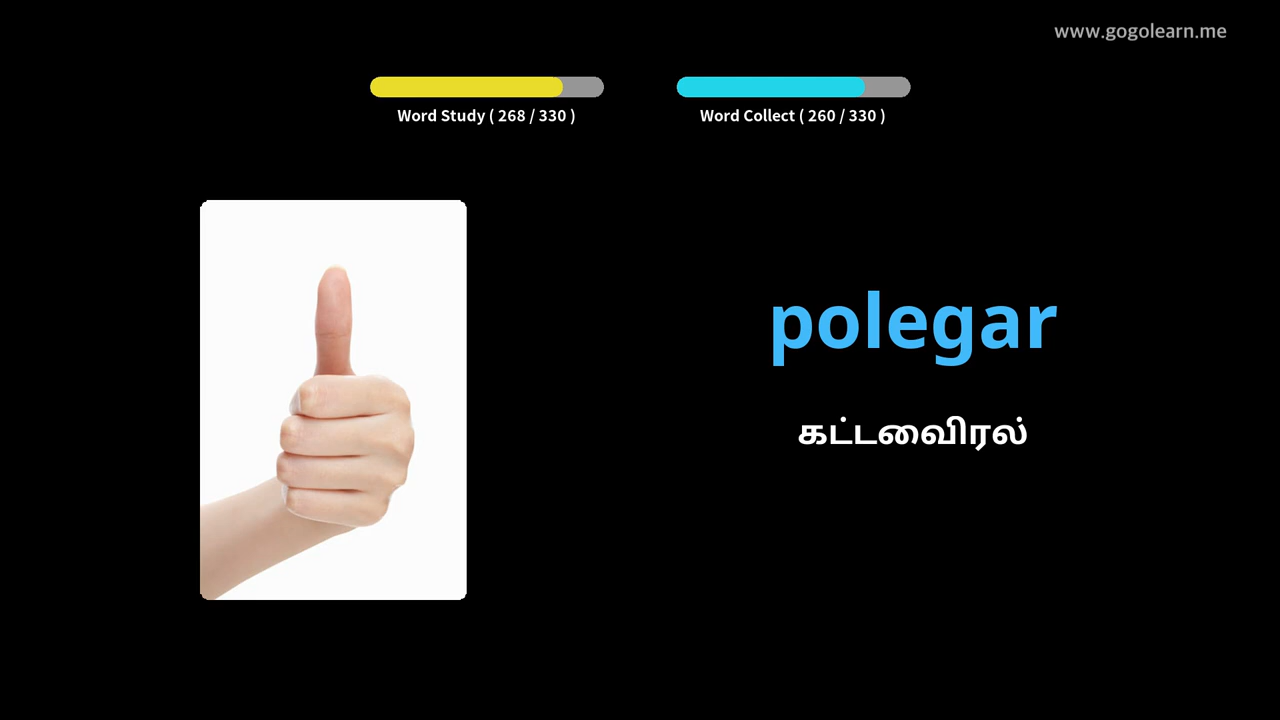 www.gogolearn.me
Word Study ( 268 / 330 )
Word Collect ( 260 / 330 )
polegar
கட்டைவிரல்